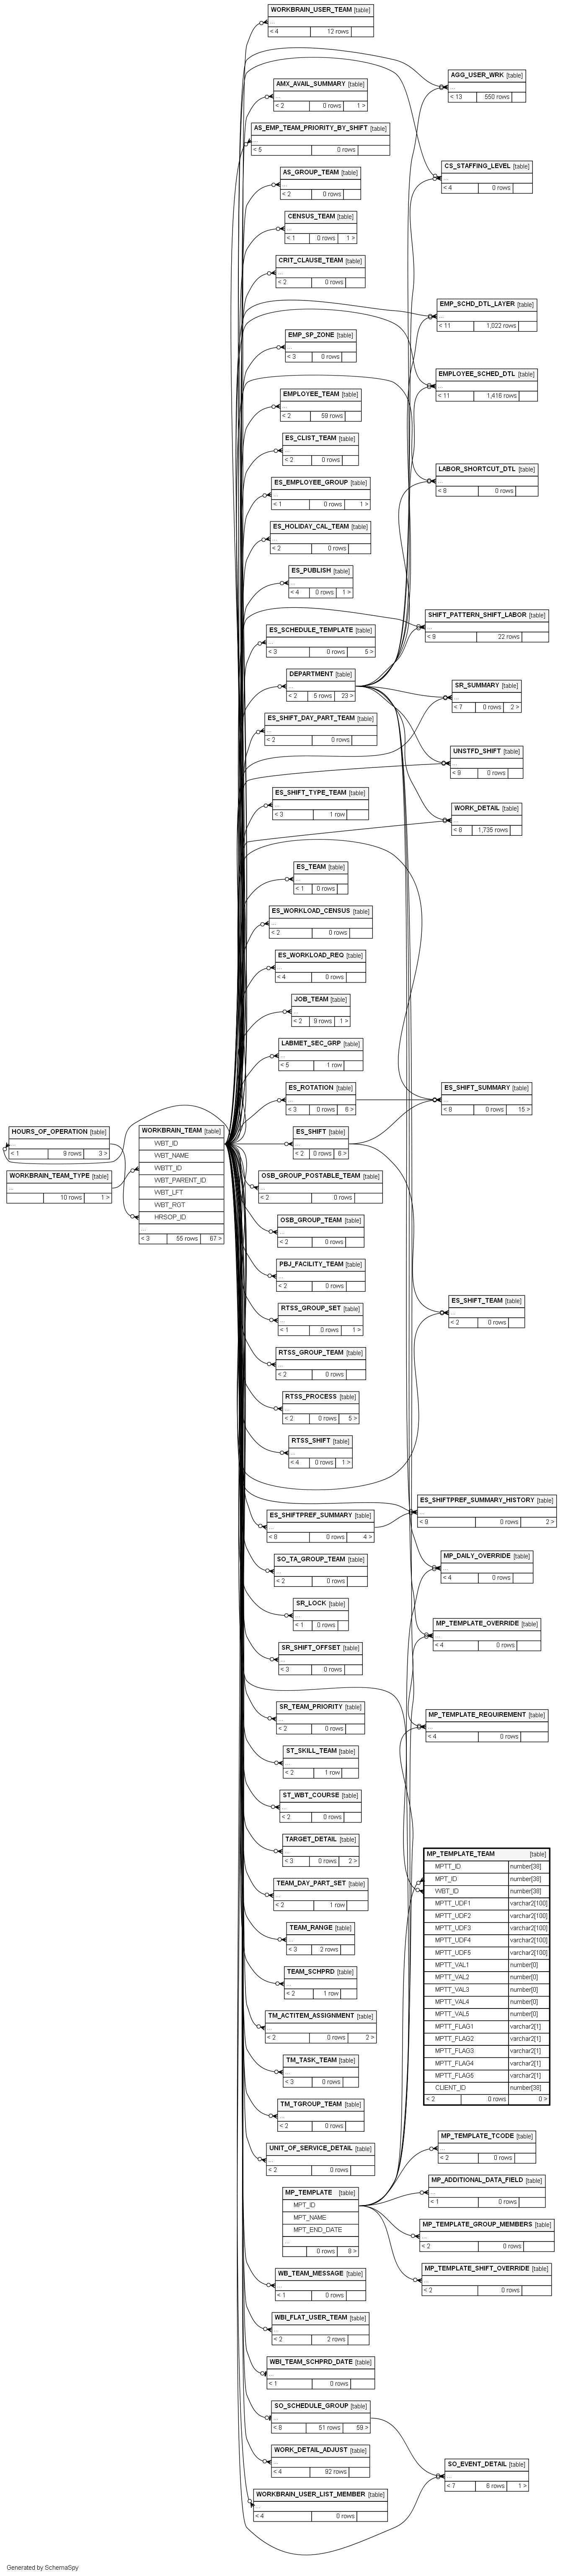 WORKBRAIN_USER_TEAM [table]
...
< 4 12 rows
AGG_USER_WRK [table]
...
< 13 550 rows
AMX_AVAIL_SUMMARY [table]
...
< 2 0 rows 1 >
AS_EMP_TEAM_PRIORITY_BY_SHIFT [table]
...
< 5 0 rows
CS_STAFFING_LEVEL [table]
...
< 4 0 rows
AS_GROUP_TEAM [table]
...
< 2 0 rows
CENSUS_TEAM [table]
...
< 1 0 rows 1 >
CRIT_CLAUSE_TEAM [table]
...
< 2 0 rows
EMP_SCHD_DTL_LAYER [table]
...
< 11 1,022 rows
EMP_SP_ZONE [table]
...
< 3 0 rows
EMPLOYEE_SCHED_DTL [table]
...
< 11 1,416 rows
EMPLOYEE_TEAM [table]
...
< 2 59 rows
ES_CLIST_TEAM [table]
...
< 2 0 rows
LABOR_SHORTCUT_DTL [table]
...
< 8 0 rows
ES_EMPLOYEE_GROUP [table]
...
< 1 0 rows 1 >
ES_HOLIDAY_CAL_TEAM [table]
...
< 2 0 rows
ES_PUBLISH [table]
...
< 4 0 rows 1 >
SHIFT_PATTERN_SHIFT_LABOR [table]
...
< 9 22 rows
ES_SCHEDULE_TEMPLATE [table]
...
< 3 0 rows 5 >
DEPARTMENT [table]
...
< 2 5 rows 23 >
SR_SUMMARY [table]
...
< 7 0 rows 2 >
ES_SHIFT_DAY_PART_TEAM [table]
...
< 2 0 rows
UNSTFD_SHIFT [table]
...
< 9 0 rows
ES_SHIFT_TYPE_TEAM [table]
...
< 3 1 row
WORK_DETAIL [table]
...
< 8 1,735 rows
ES_TEAM [table]
...
< 1 0 rows
ES_WORKLOAD_CENSUS [table]
...
< 2 0 rows
ES_WORKLOAD_REQ [table]
...
< 4 0 rows
JOB_TEAM [table]
...
< 2 9 rows 1 >
LABMET_SEC_GRP [table]
...
< 5 1 row
ES_ROTATION [table]
...
< 3 0 rows 6 >
ES_SHIFT_SUMMARY [table]
...
< 8 0 rows 15 >
HOURS_OF_OPERATION [table]
...
< 1 9 rows 3 >
WORKBRAIN_TEAM_TYPE [table]
10 rows 1 >
WORKBRAIN_TEAM [table]
WBT_ID
WBT_NAME
WBTT_ID
WBT_PARENT_ID
WBT_LFT
WBT_RGT
HRSOP_ID
...
< 3 55 rows 67 >
ES_SHIFT [table]
...
< 2 0 rows 6 >
OSB_GROUP_POSTABLE_TEAM [table]
...
< 2 0 rows
OSB_GROUP_TEAM [table]
...
< 2 0 rows
PBJ_FACILITY_TEAM [table]
...
< 2 0 rows
RTSS_GROUP_SET [table]
...
< 1 0 rows 1 >
ES_SHIFT_TEAM [table]
...
< 2 0 rows
RTSS_GROUP_TEAM [table]
...
< 2 0 rows
RTSS_PROCESS [table]
...
< 2 0 rows 5 >
RTSS_SHIFT [table]
...
< 4 0 rows 1 >
ES_SHIFTPREF_SUMMARY_HISTORY [table]
...
< 9 0 rows 2 >
ES_SHIFTPREF_SUMMARY [table]
...
< 8 0 rows 4 >
SO_TA_GROUP_TEAM [table]
...
< 2 0 rows
MP_DAILY_OVERRIDE [table]
...
< 4 0 rows
SR_LOCK [table]
...
< 1 0 rows
MP_TEMPLATE_OVERRIDE [table]
...
< 4 0 rows
SR_SHIFT_OFFSET [table]
...
< 3 0 rows
SR_TEAM_PRIORITY [table]
...
< 2 0 rows
MP_TEMPLATE_REQUIREMENT [table]
...
< 4 0 rows
ST_SKILL_TEAM [table]
...
< 2 1 row
ST_WBT_COURSE [table]
...
< 2 0 rows
TARGET_DETAIL [table]
...
< 3 0 rows 2 >
MP_TEMPLATE_TEAM [table]
MPTT_ID number[38]
MPT_ID number[38]
WBT_ID number[38]
MPTT_UDF1 varchar2[100]
MPTT_UDF2 varchar2[100]
MPTT_UDF3 varchar2[100]
MPTT_UDF4 varchar2[100]
MPTT_UDF5 varchar2[100]
MPTT_VAL1 number[0]
MPTT_VAL2 number[0]
MPTT_VAL3 number[0]
MPTT_VAL4 number[0]
MPTT_VAL5 number[0]
MPTT_FLAG1 varchar2[1]
MPTT_FLAG2 varchar2[1]
MPTT_FLAG3 varchar2[1]
MPTT_FLAG4 varchar2[1]
MPTT_FLAG5 varchar2[1]
CLIENT_ID number[38]
< 2 0 rows 0 >
TEAM_DAY_PART_SET [table]
...
< 2 1 row
TEAM_RANGE [table]
...
< 3 2 rows
TEAM_SCHPRD [table]
...
< 2 1 row
TM_ACTITEM_ASSIGNMENT [table]
...
< 2 0 rows 2 >
TM_TASK_TEAM [table]
...
< 3 0 rows
TM_TGROUP_TEAM [table]
...
< 2 0 rows
MP_TEMPLATE_TCODE [table]
...
< 2 0 rows
UNIT_OF_SERVICE_DETAIL [table]
...
< 2 0 rows
MP_ADDITIONAL_DATA_FIELD [table]
...
< 1 0 rows
MP_TEMPLATE [table]
MPT_ID
MPT_NAME
MPT_END_DATE
...
0 rows 8 >
MP_TEMPLATE_GROUP_MEMBERS [table]
...
< 2 0 rows
MP_TEMPLATE_SHIFT_OVERRIDE [table]
...
< 2 0 rows
WB_TEAM_MESSAGE [table]
...
< 1 0 rows
WBI_FLAT_USER_TEAM [table]
...
< 2 2 rows
WBI_TEAM_SCHPRD_DATE [table]
...
< 1 0 rows
SO_SCHEDULE_GROUP [table]
...
< 8 51 rows 59 >
WORK_DETAIL_ADJUST [table]
...
< 4 92 rows
SO_EVENT_DETAIL [table]
...
< 7 6 rows 1 >
WORKBRAIN_USER_LIST_MEMBER [table]
...
< 4 0 rows
Generated by SchemaSpy